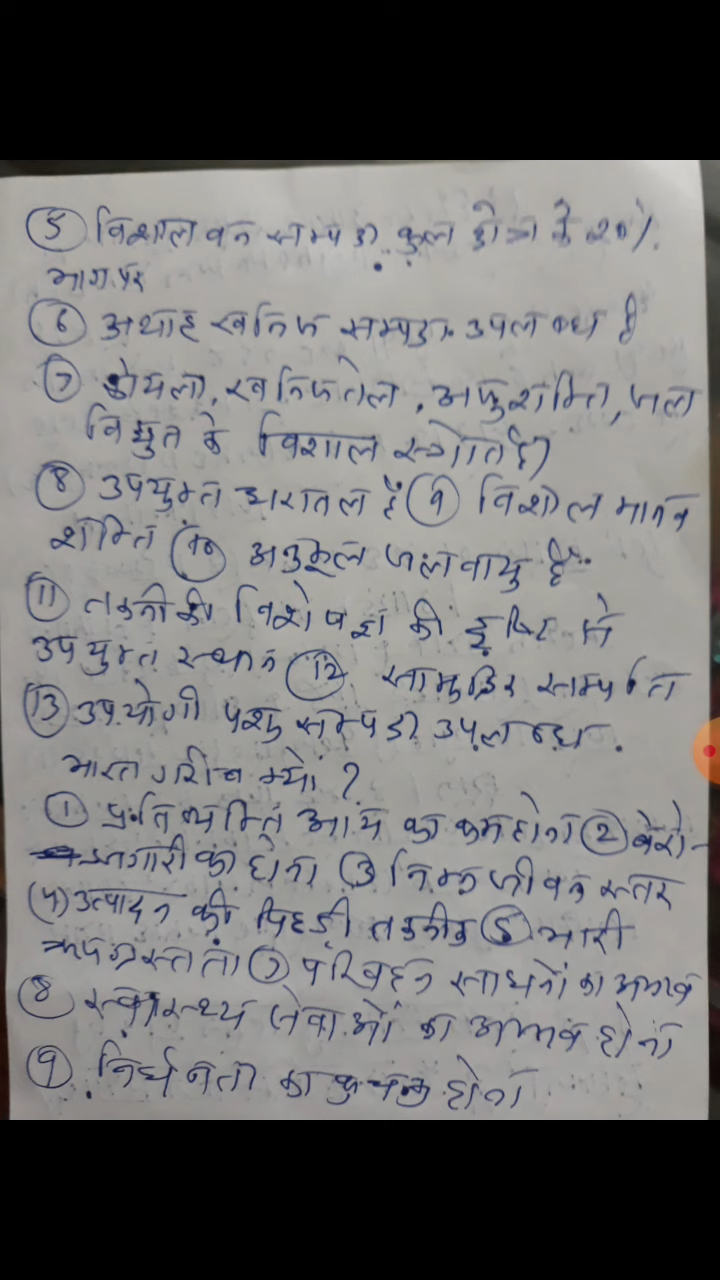 ⑤ विशाल वन सम्पदा कुल क्षेत्र के 20%
भाग पर
⑥ अथाह खनिज सम्पदा उपलब्ध है
⑦ कोयला, खनिजतेल, अणुशक्ति, जल
विद्युत के विशाल स्त्रोत है)
⑧ उपयुक्त धरातल है ⑨ विशाल मानव
शक्ति ⑩ अनुकूल जलवायु है
⑪ तकनीकी विशेषज्ञो की दृष्टि से
उपयुक्त स्थान ⑫ सामुद्रिर सम्पत्ति
⑬ उपयोगी पशु सम्पदा उपलब्ध.
भारत गरीब क्यो ?
① प्रति व्यक्ति आय का कम होना ② बेरो-
जगारी का होना ③ निम्न जीवन स्तर
(4) उत्पादन की पिछड़ी तकनीक ⑤ भारी
ऋणग्रस्तता ⑦ परिवहन साधनों का अभाव
⑧ स्वास्थ्य सेवाओं का अभाव होना
⑨ निर्धनता का कुचक्र होना